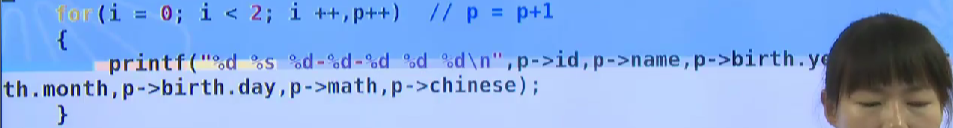 for(i = 0; i < 2; i ++,p++)  // p = p+1
{
printf("%d %s %d-%d-%d %d %d\n",p->id,p->name,p->birth.ye
th.month,p->birth.day,p->math,p->chinese);
}